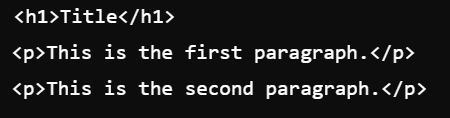 <h1>Title</h1>
<p>This is the first paragraph.</p>
<p>This is the second paragraph.</p>